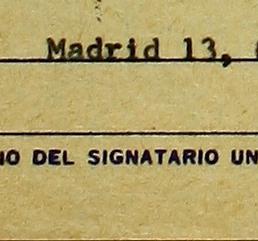 Madrid 13,
NO DEL SIGNATARIO UN